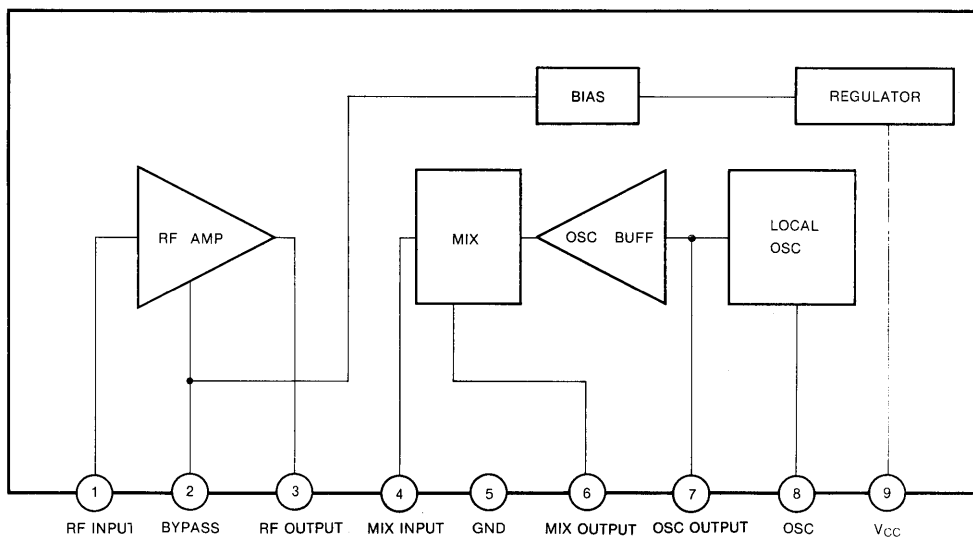 BIAS
REGULATOR
RF AMP
MIX
OSC BUFF
LOCAL
OSC
1
2
3
4
5
6
7
8
9
RF INPUT
BYPASS
RF OUTPUT
MIX INPUT
GND
MIX OUTPUT
OSC OUTPUT
OSC
VCC